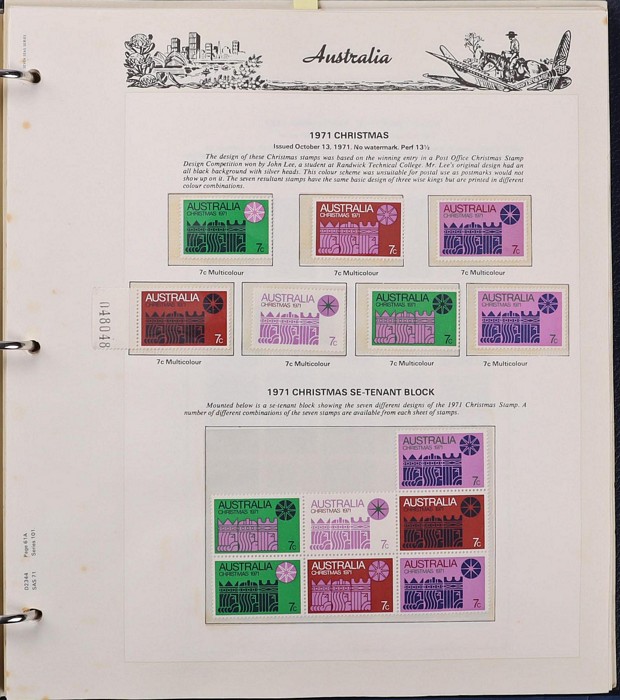 Australia
1971 CHRISTMAS
Issued October 13, 1971. No watermark. Perf 13½
The design of these Christmas stamps was based on the winning entry in a Post Office Christmas Stamp
Design Competition won by John Lee, a student at Randwick Technical College. Mr. Lee's original design had an
all black background with silver heads. This colour scheme was unsuitable for postal use as postmarks would not
show up on it. The seven resultant stamps have the same basic design of three wise kings but are printed in different
colour combinations.
AUSTRALIA
CHRISTMAS 1971
7c
AUSTRALIA
CHRISTMAS 1971
7c
AUSTRALIA
CHRISTMAS 1971
7c
7c Multicolour
7c Multicolour
7c Multicolour
048048
AUSTRALIA
CHRISTMAS 1971
7c
AUSTRALIA
CHRISTMAS 1971
7c
AUSTRALIA
CHRISTMAS 1971
7c
AUSTRALIA
CHRISTMAS 1971
7c
7c Multicolour
7c Multicolour
7c Multicolour
7c Multicolour
1971 CHRISTMAS SE-TENANT BLOCK
Mounted below is a se-tenant block showing the seven different designs of the 1971 Christmas Stamp. A
number of different combinations of the seven stamps are available from each sheet of stamps.
AUSTRALIA
CHRISTMAS 1971
7c
AUSTRALIA
CHRISTMAS 1971
7c
AUSTRALIA
CHRISTMAS 1971
7c
AUSTRALIA
CHRISTMAS 1971
7c
AUSTRALIA
CHRISTMAS 1971
7c
AUSTRALIA
CHRISTMAS 1971
7c
AUSTRALIA
CHRISTMAS 1971
7c
Page 61A
Series 101
D2344
SAS 71